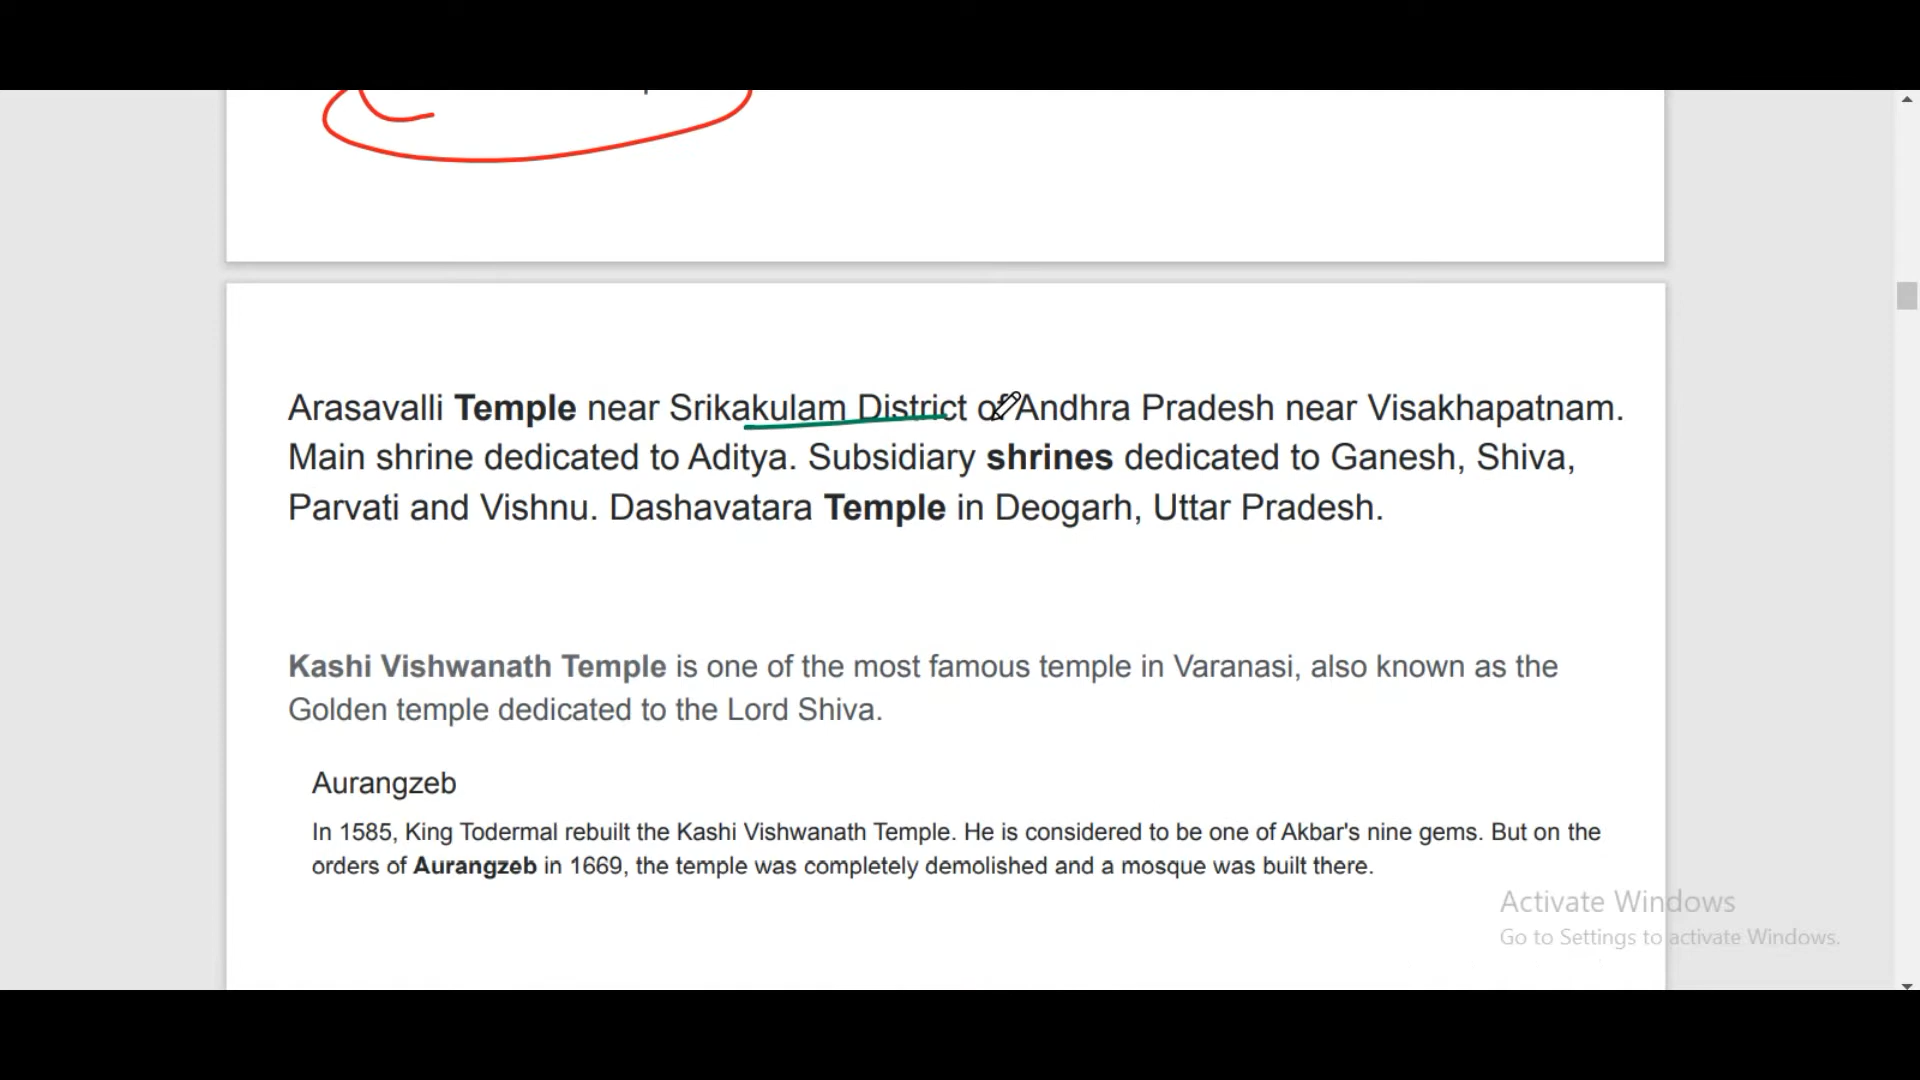 Arasavalli Temple near Srikakulam District of Andhra Pradesh near Visakhapatnam.
Main shrine dedicated to Aditya. Subsidiary shrines dedicated to Ganesh, Shiva,
Parvati and Vishnu. Dashavatara Temple in Deogarh, Uttar Pradesh.
Kashi Vishwanath Temple is one of the most famous temple in Varanasi, also known as the
Golden temple dedicated to the Lord Shiva.
Aurangzeb
In 1585, King Todermal rebuilt the Kashi Vishwanath Temple. He is considered to be one of Akbar's nine gems. But on the
orders of Aurangzeb in 1669, the temple was completely demolished and a mosque was built there.
Activate Windows
Go to Settings to activate Windows.